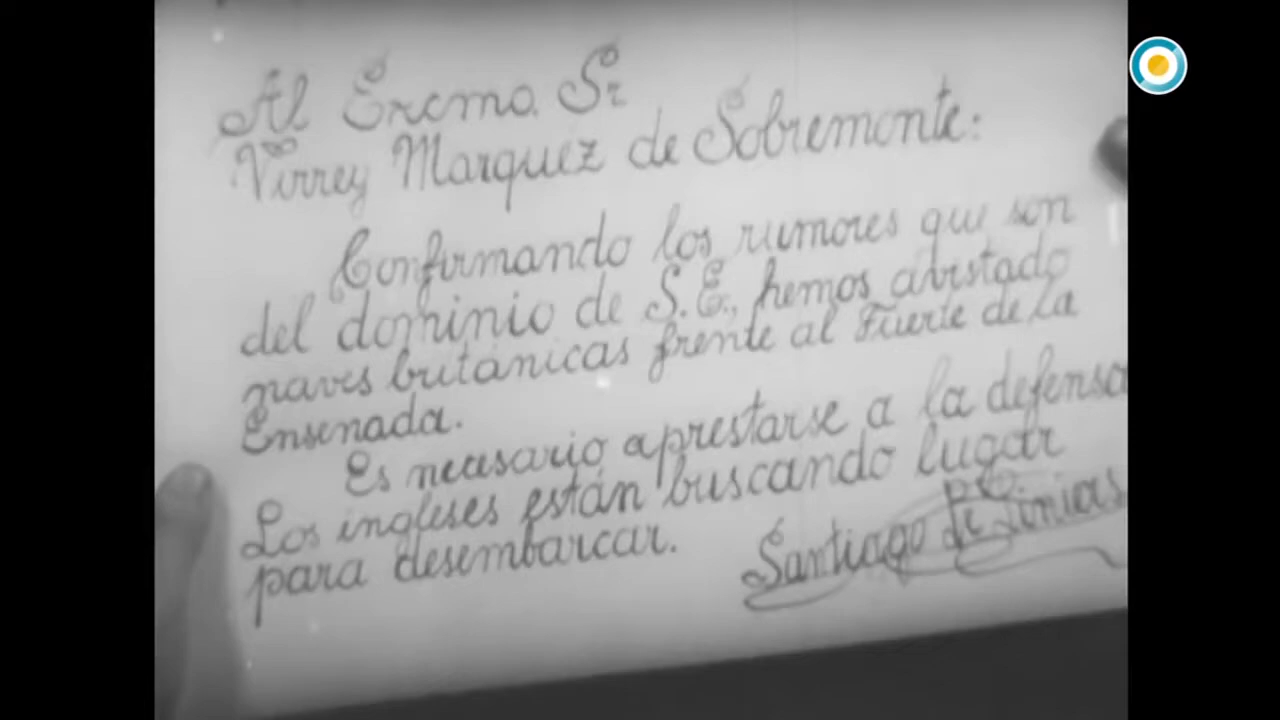 Al Excmo. Sr
Virrey Marquez de Sobremonte:
Confirmando los rumores que son
del dominio de S.E., hemos avistado
naves británicas frente al Fuerte de la
Ensenada.
Es necesario aprestarse a la defensa
Los ingleses están buscando lugar
para desembarcar.
Santiago de Liniers